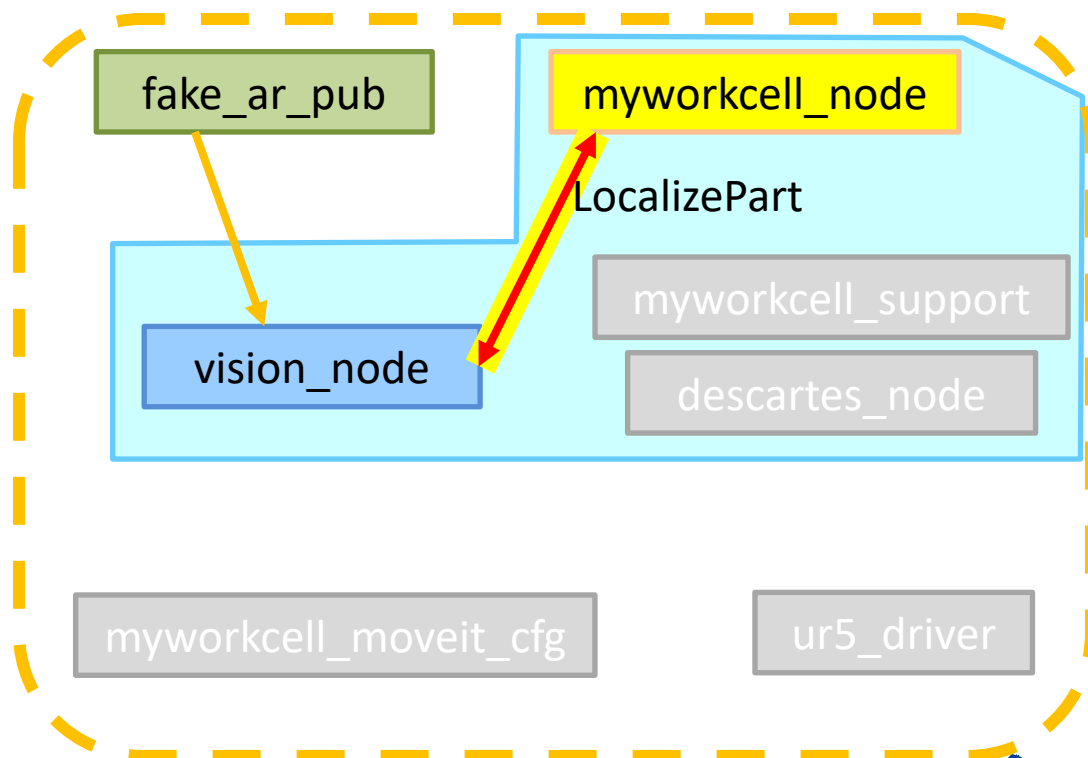 fake_ar_pub
myworkcell_node
LocalizePart
myworkcell_support
vision_node
descartes_node
myworkcell_moveit_cfg
ur5_driver